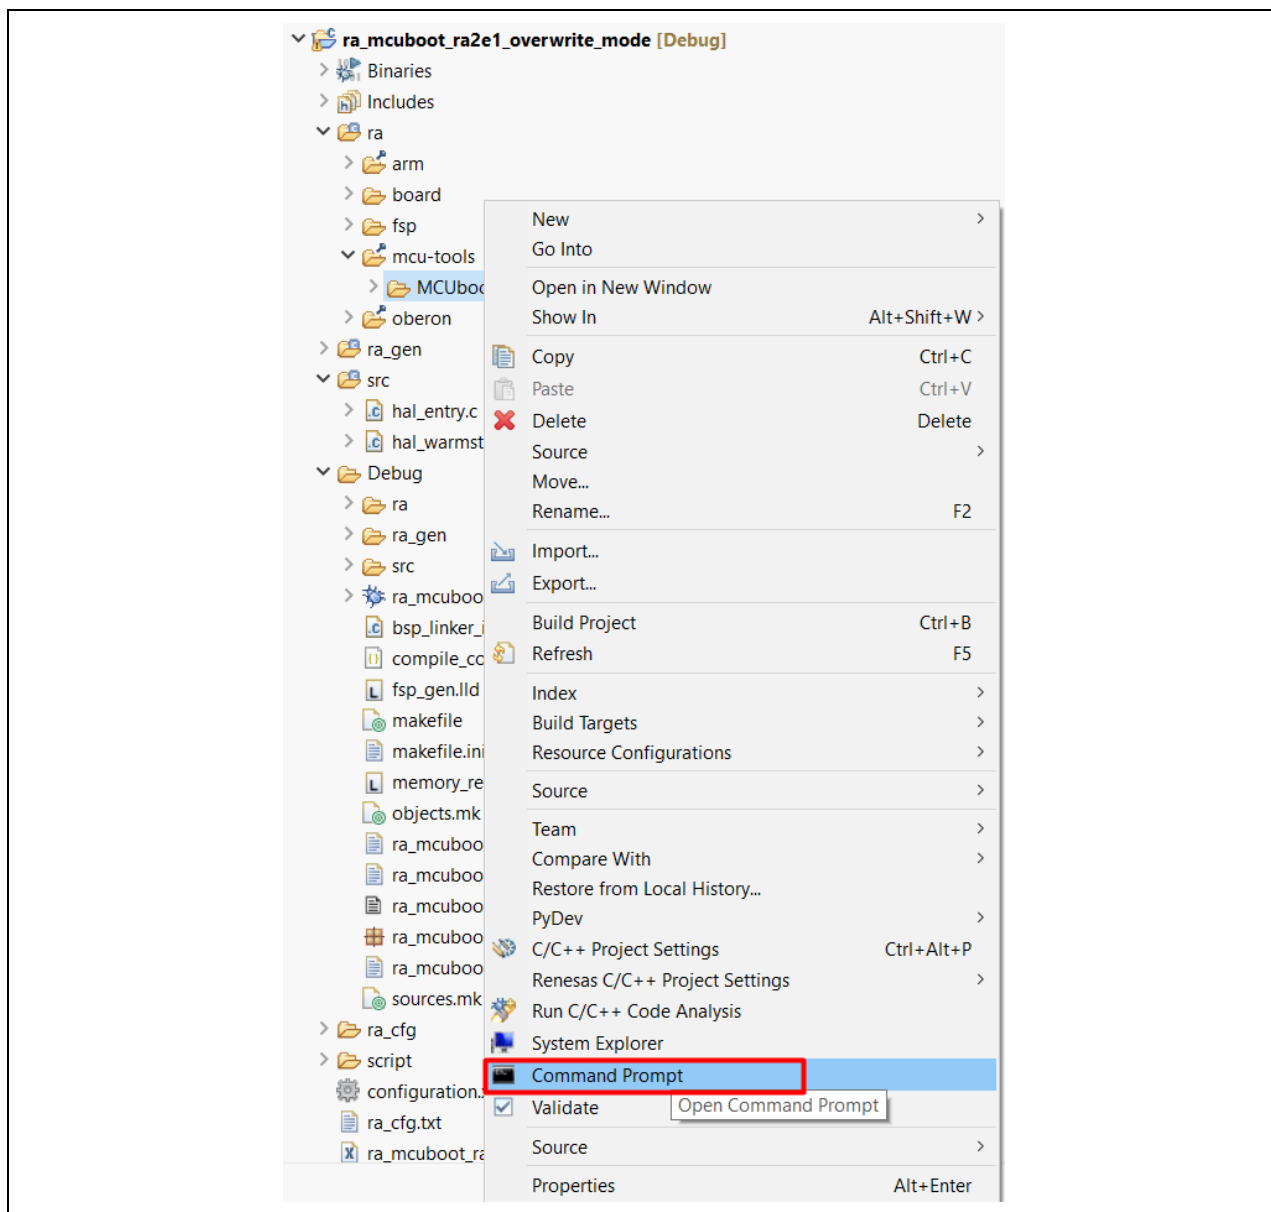 ra_mcuboot_ra2e1_overwrite_mode [Debug]
Binaries
Includes
ra
arm
board
fsp
mcu-tools
MCUboo
oberon
ra_gen
src
hal_entry.c
hal_warmst
Debug
ra
ra_gen
src
ra_mcuboo
bsp_linker_i
compile_co
fsp_gen.lld
makefile
makefile.ini
memory_re
objects.mk
ra_mcuboo
ra_mcuboo
ra_mcuboo
ra_mcuboo
ra_mcuboo
sources.mk
ra_cfg
script
configuration.x
ra_cfg.txt
ra_mcuboot_ra
New
Go Into
Open in New Window
Show In Alt+Shift+W
Copy Ctrl+C
Paste Ctrl+V
Delete Delete
Source
Move...
Rename... F2
Import...
Export...
Build Project Ctrl+B
Refresh F5
Index
Build Targets
Resource Configurations
Source
Team
Compare With
Restore from Local History...
PyDev
C/C++ Project Settings Ctrl+Alt+P
Renesas C/C++ Project Settings
Run C/C++ Code Analysis
System Explorer
Command Prompt
Validate
Open Command Prompt
Source
Properties Alt+Enter